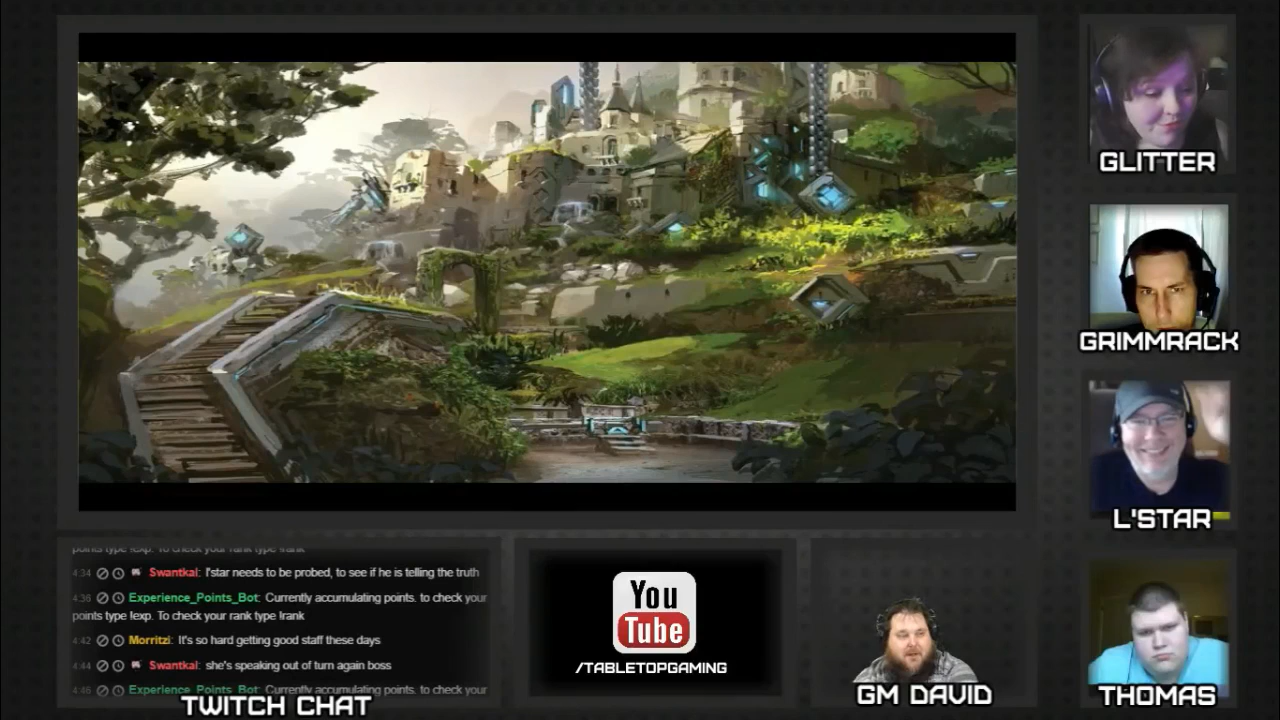 GLITTER
GRIMMRACK
L'STAR
THOMAS
points type !exp. To check your rank type !rank
4:34 Swantkai: l'star needs to be probed, to see if he is telling the truth
4:36 Experience_Points_Bot: Currently accumulating points. to check your
points type !exp. To check your rank type !rank
4:42 Morritzi: It's so hard getting good staff these days
4:44 Swantkai: she's speaking out of turn again boss
4:46 Experience_Points_Bot: Currently accumulating points. to check your
TWITCH CHAT
You
Tube
/TABLETOPGAMING
GM DAVID